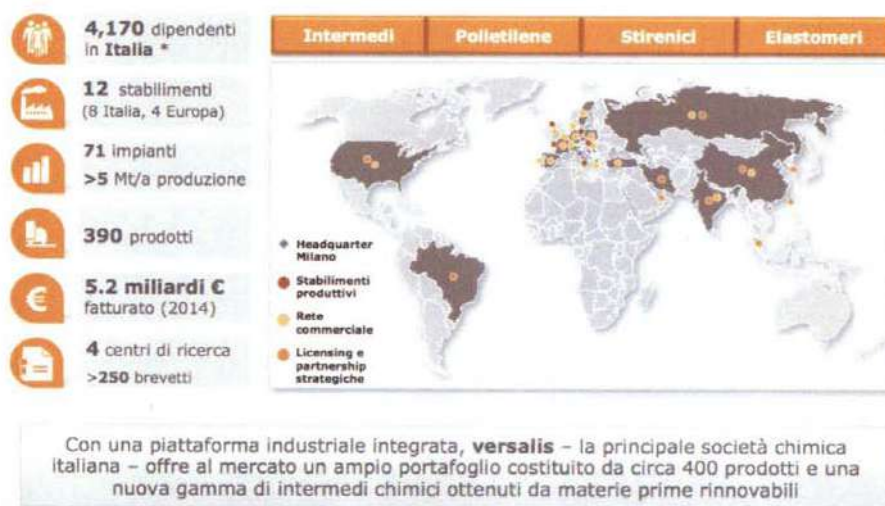 4,170 dipendenti
in Italia *
12 stabilimenti
(8 Italia, 4 Europa)
71 impianti
>5 Mt/a produzione
390 prodotti
5.2 miliardi €
fatturato (2014)
4 centri di ricerca
>250 brevetti
Intermedi
Polietilene
Stirenici
Elastomeri
Headquarter
Milano
Stabilimenti
produttivi
Rete
commerciale
Licensing e
partnership
strategiche
Con una piattaforma industriale integrata, versalis – la principale società chimica
italiana – offre al mercato un ampio portafoglio costituito da circa 400 prodotti e una
nuova gamma di intermedi chimici ottenuti da materie prime rinnovabili